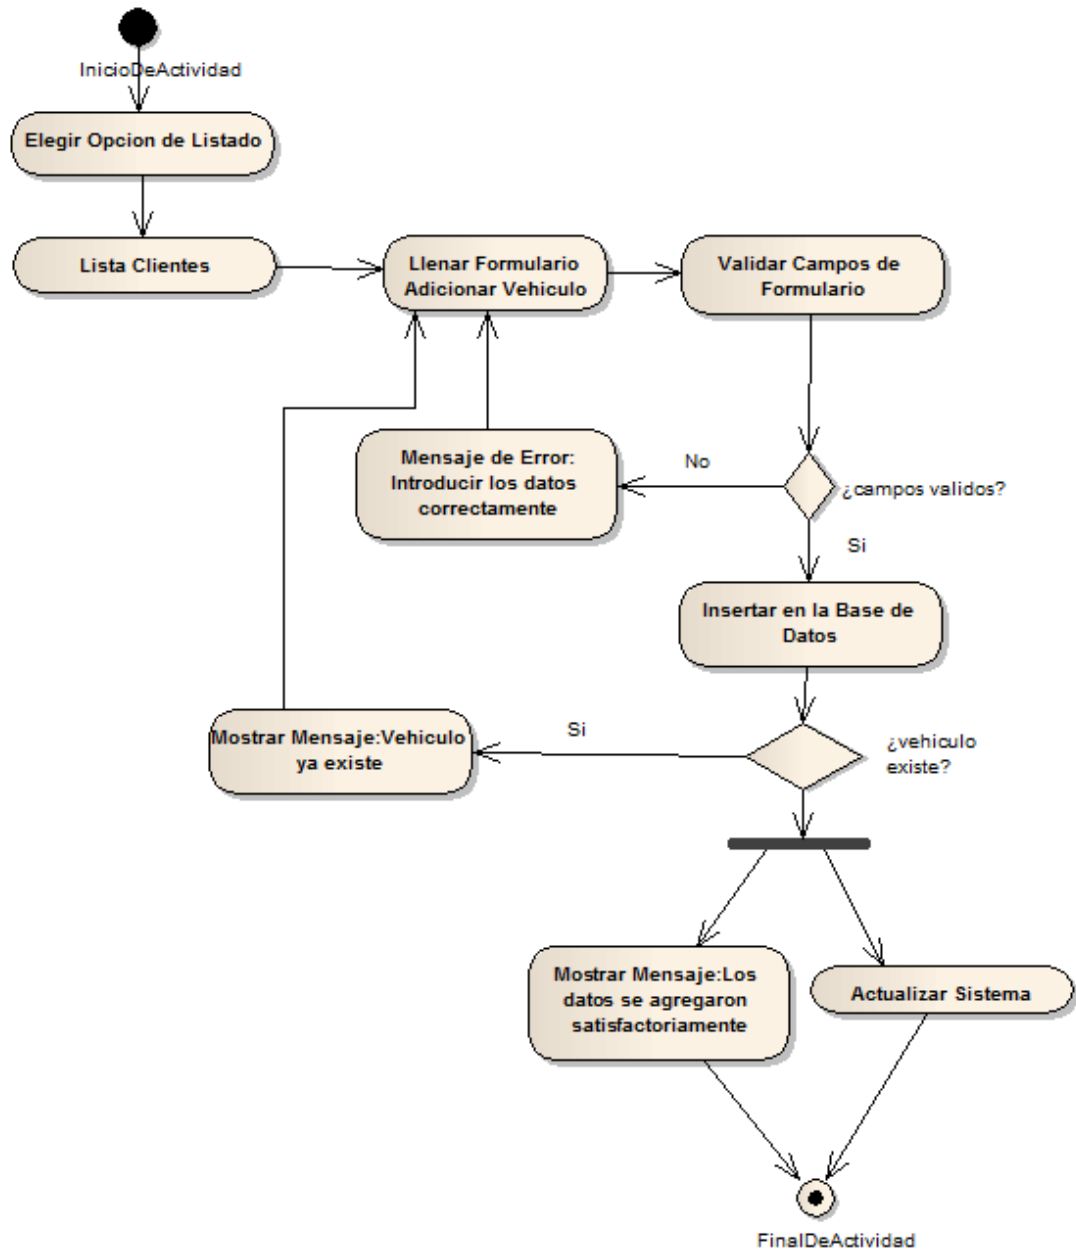 InicioDeActividad
Elegir Opcion de Listado
Lista Clientes
Llenar Formulario
Adicionar Vehiculo
Validar Campos de
Formulario
Mensaje de Error:
Introducir los datos
correctamente
No
¿campos validos?
Si
Insertar en la Base de
Datos
Mostrar Mensaje:Vehiculo
ya existe
Si
¿vehiculo
existe?
Mostrar Mensaje:Los
datos se agregaron
satisfactoriamente
Actualizar Sistema
FinalDeActividad